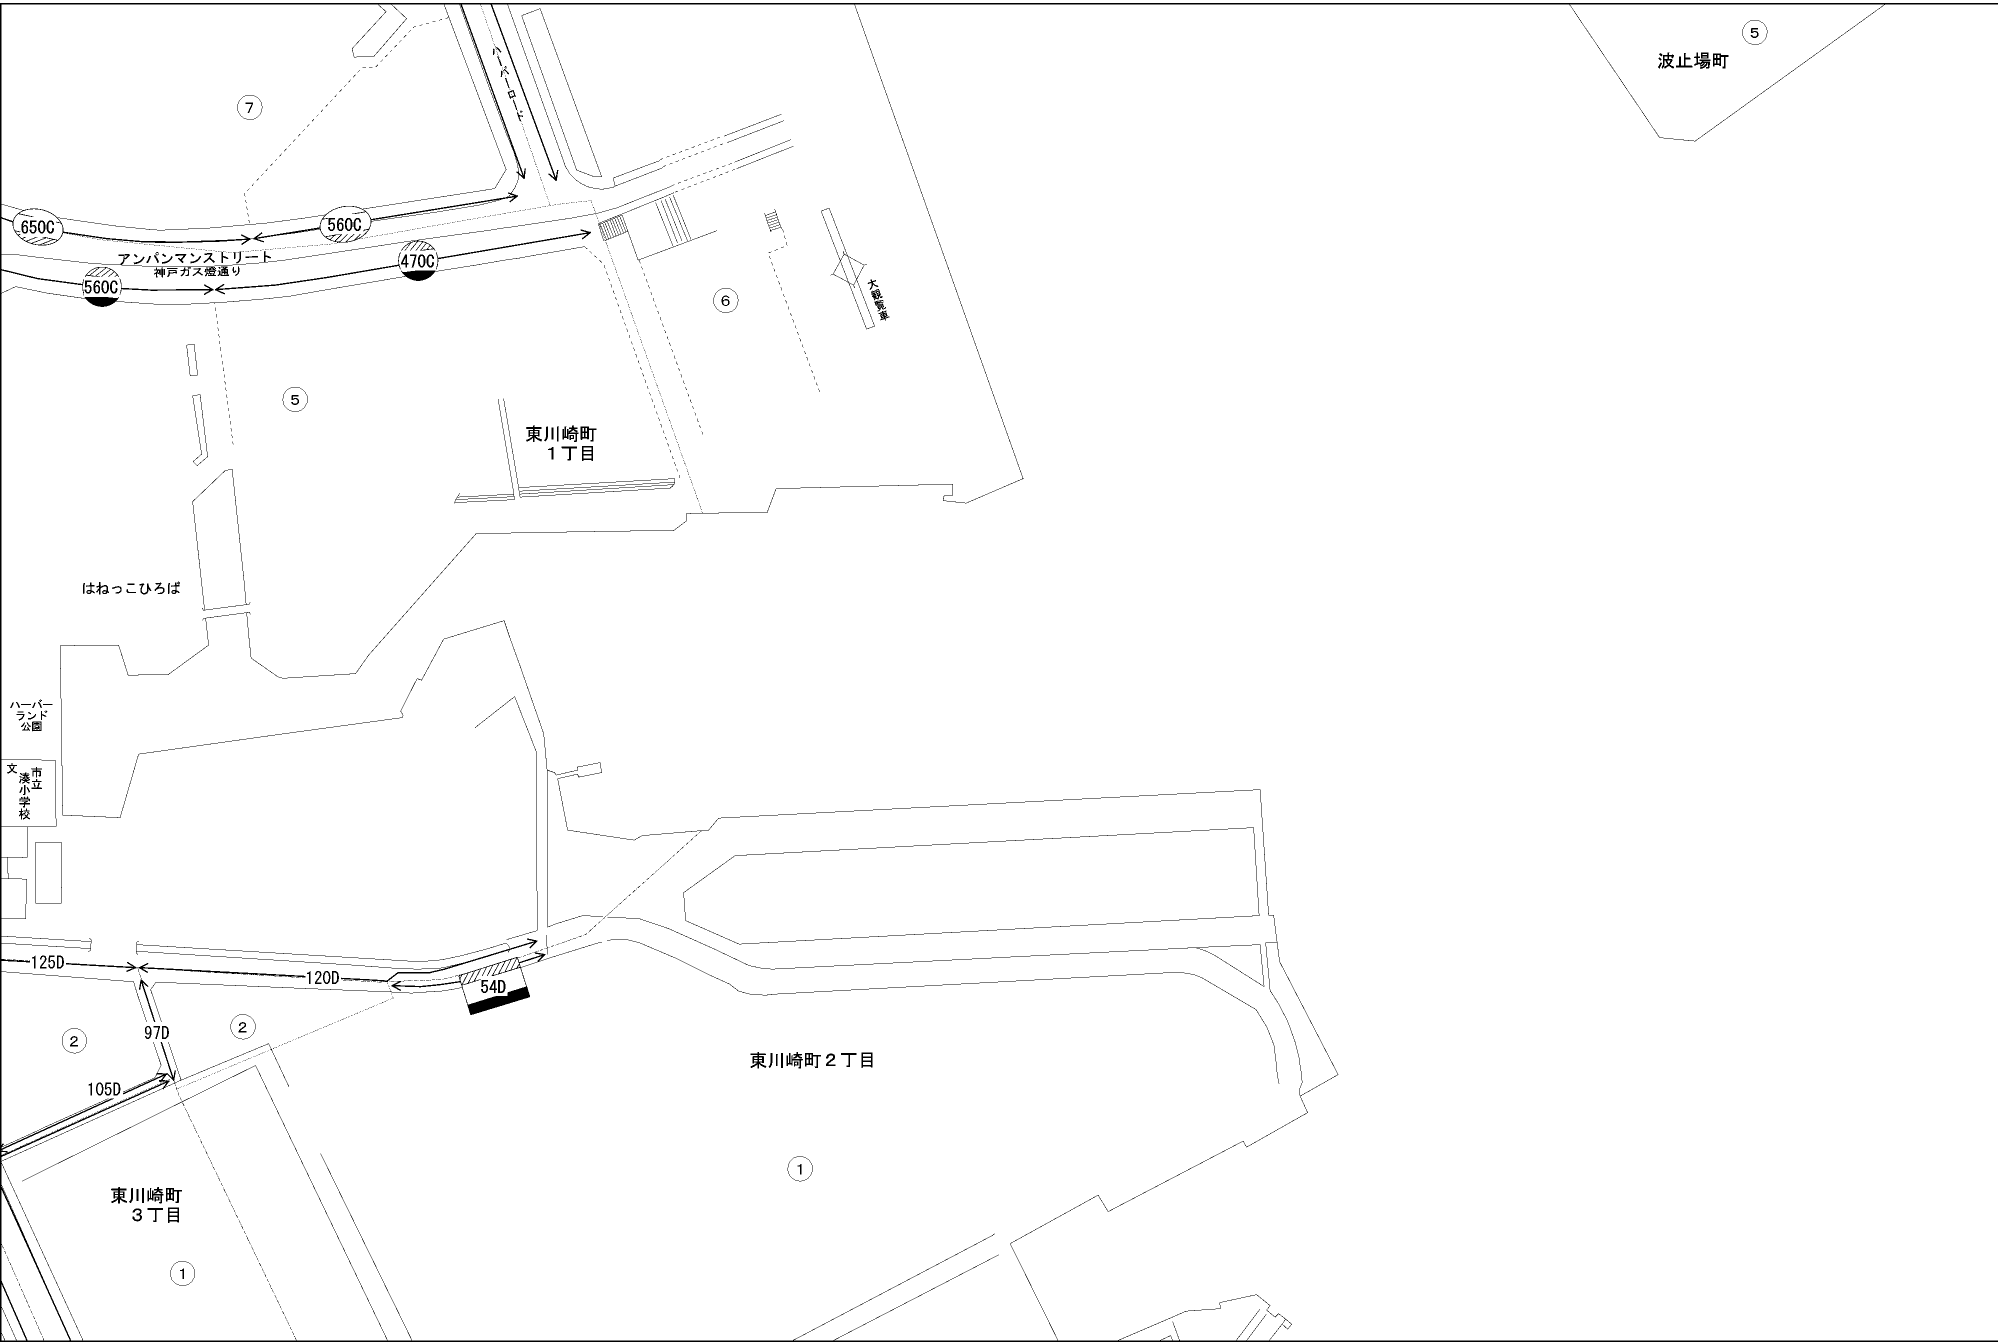 ⑤
波止場町
ハーバーロード
⑦
650C
560C
アンパンマンストリート
神戸ガス燈通り
560C
470C
⑥
大観覧車
⑤
東川崎町
1丁目
はねっこひろば
ハーバー
ランド
公園
文
市立
湊小学校
125D
120D
54D
97D
②
②
105D
東川崎町2丁目
①
東川崎町
3丁目
①